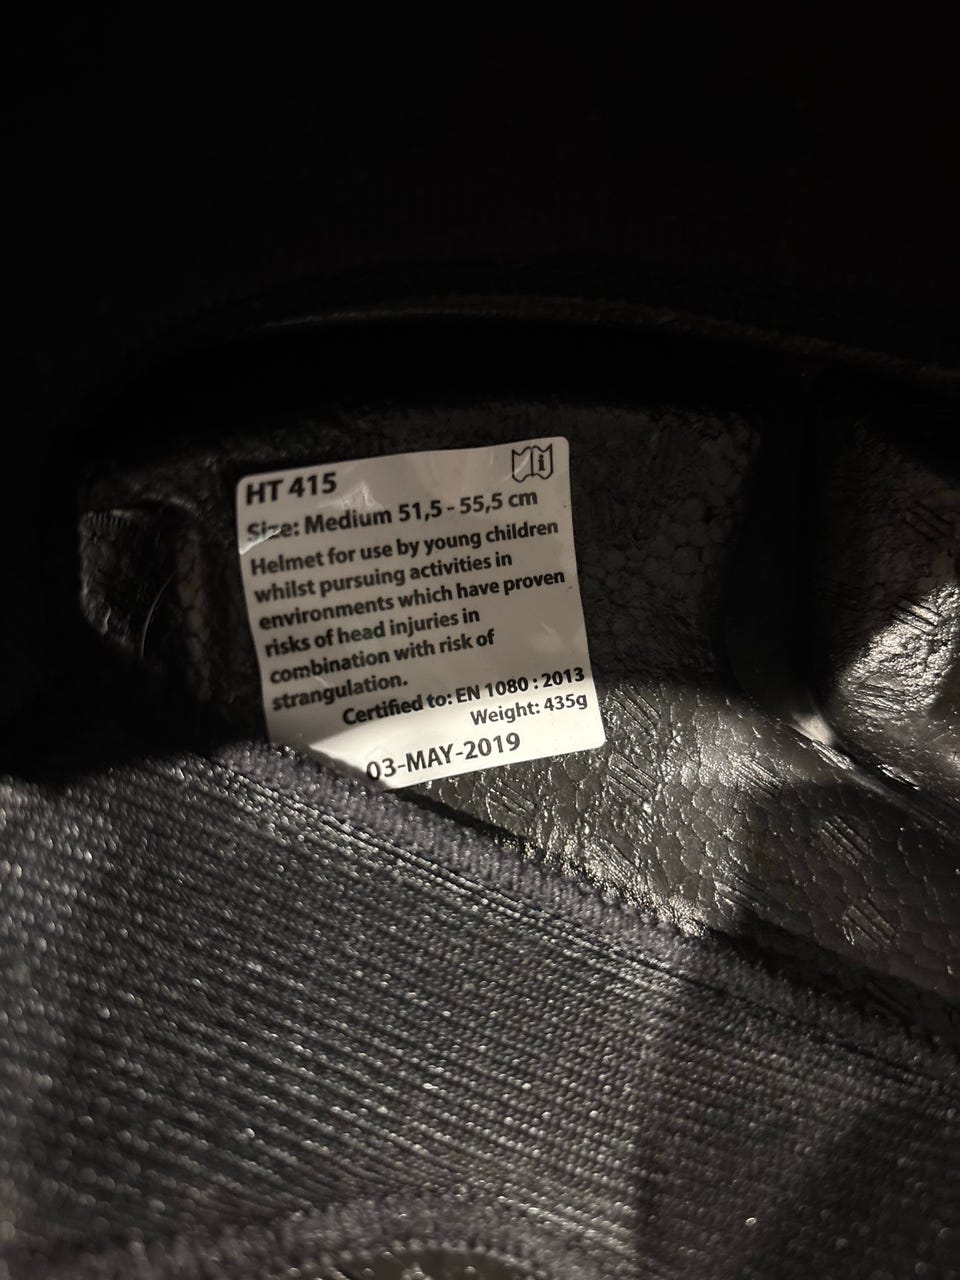 HT 415
Size: Medium 51,5 - 55,5 cm
Helmet for use by young children
whilst pursuing activities in
environments which have proven
risks of head injuries in
combination with risk of
strangulation.
Certified to: EN 1080 : 2013
Weight: 435g
03-MAY-2019